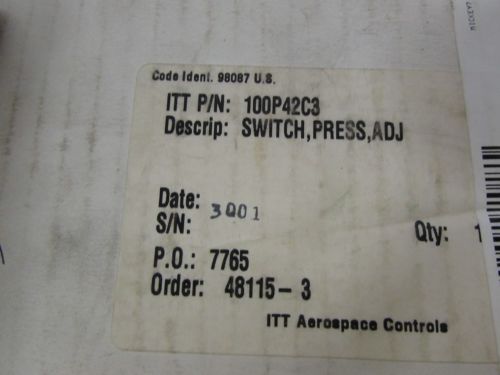 Code Ident. 98087 U.S.
ITT P/N: 100P42C3
Descrip: SWITCH,PRESS,ADJ
Date: 3Q01
S/N:
Qty: 1
P.O.: 7765
Order: 48115-3
ITT Aerospace Controls